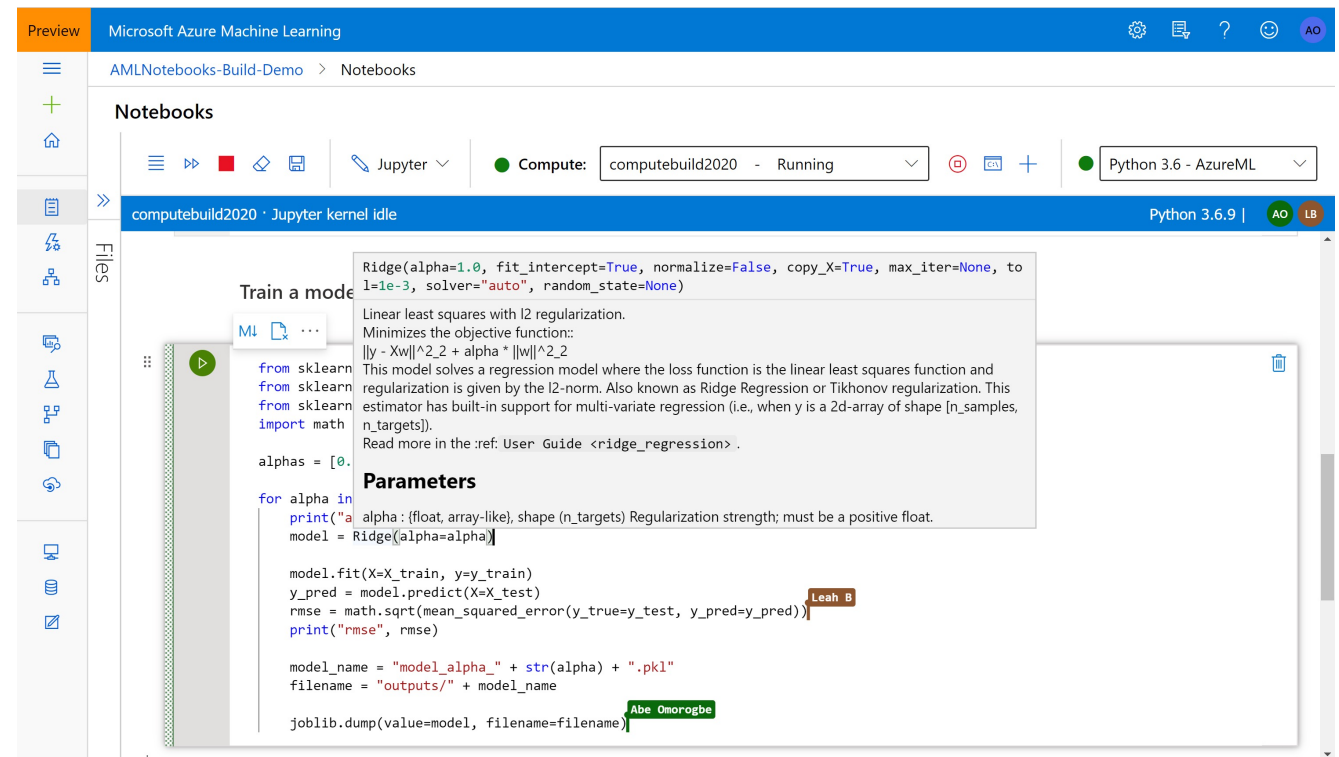 Preview
Microsoft Azure Machine Learning
AO
AMLNotebooks-Build-Demo > Notebooks
Notebooks
Jupyter
Compute:
computebuild2020 - Running
Python 3.6 - AzureML
computebuild2020 · Jupyter kernel idle
Python 3.6.9 |
AO
LB
Files
Ridge(alpha=1.0, fit_intercept=True, normalize=False, copy_X=True, max_iter=None, to
l=1e-3, solver="auto", random_state=None)
Linear least squares with l2 regularization.
Minimizes the objective function::
||y - Xw||^2_2 + alpha * ||w||^2_2
This model solves a regression model where the loss function is the linear least squares function and
regularization is given by the l2-norm. Also known as Ridge Regression or Tikhonov regularization. This
estimator has built-in support for multi-variate regression (i.e., when y is a 2d-array of shape [n_samples,
n_targets]).
Read more in the :ref: User Guide <ridge_regression> .
Parameters
alpha : {float, array-like}, shape (n_targets) Regularization strength; must be a positive float.
Train a mode
M↓
from sklearn
from sklearn
from sklearn
import math
alphas = [0.
for alpha in
print("a
model = Ridge(alpha=alpha)
model.fit(X=X_train, y=y_train)
y_pred = model.predict(X=X_test)
Leah B
rmse = math.sqrt(mean_squared_error(y_true=y_test, y_pred=y_pred))
print("rmse", rmse)
model_name = "model_alpha_" + str(alpha) + ".pkl"
filename = "outputs/" + model_name
Abe Omorogbe
joblib.dump(value=model, filename=filename)